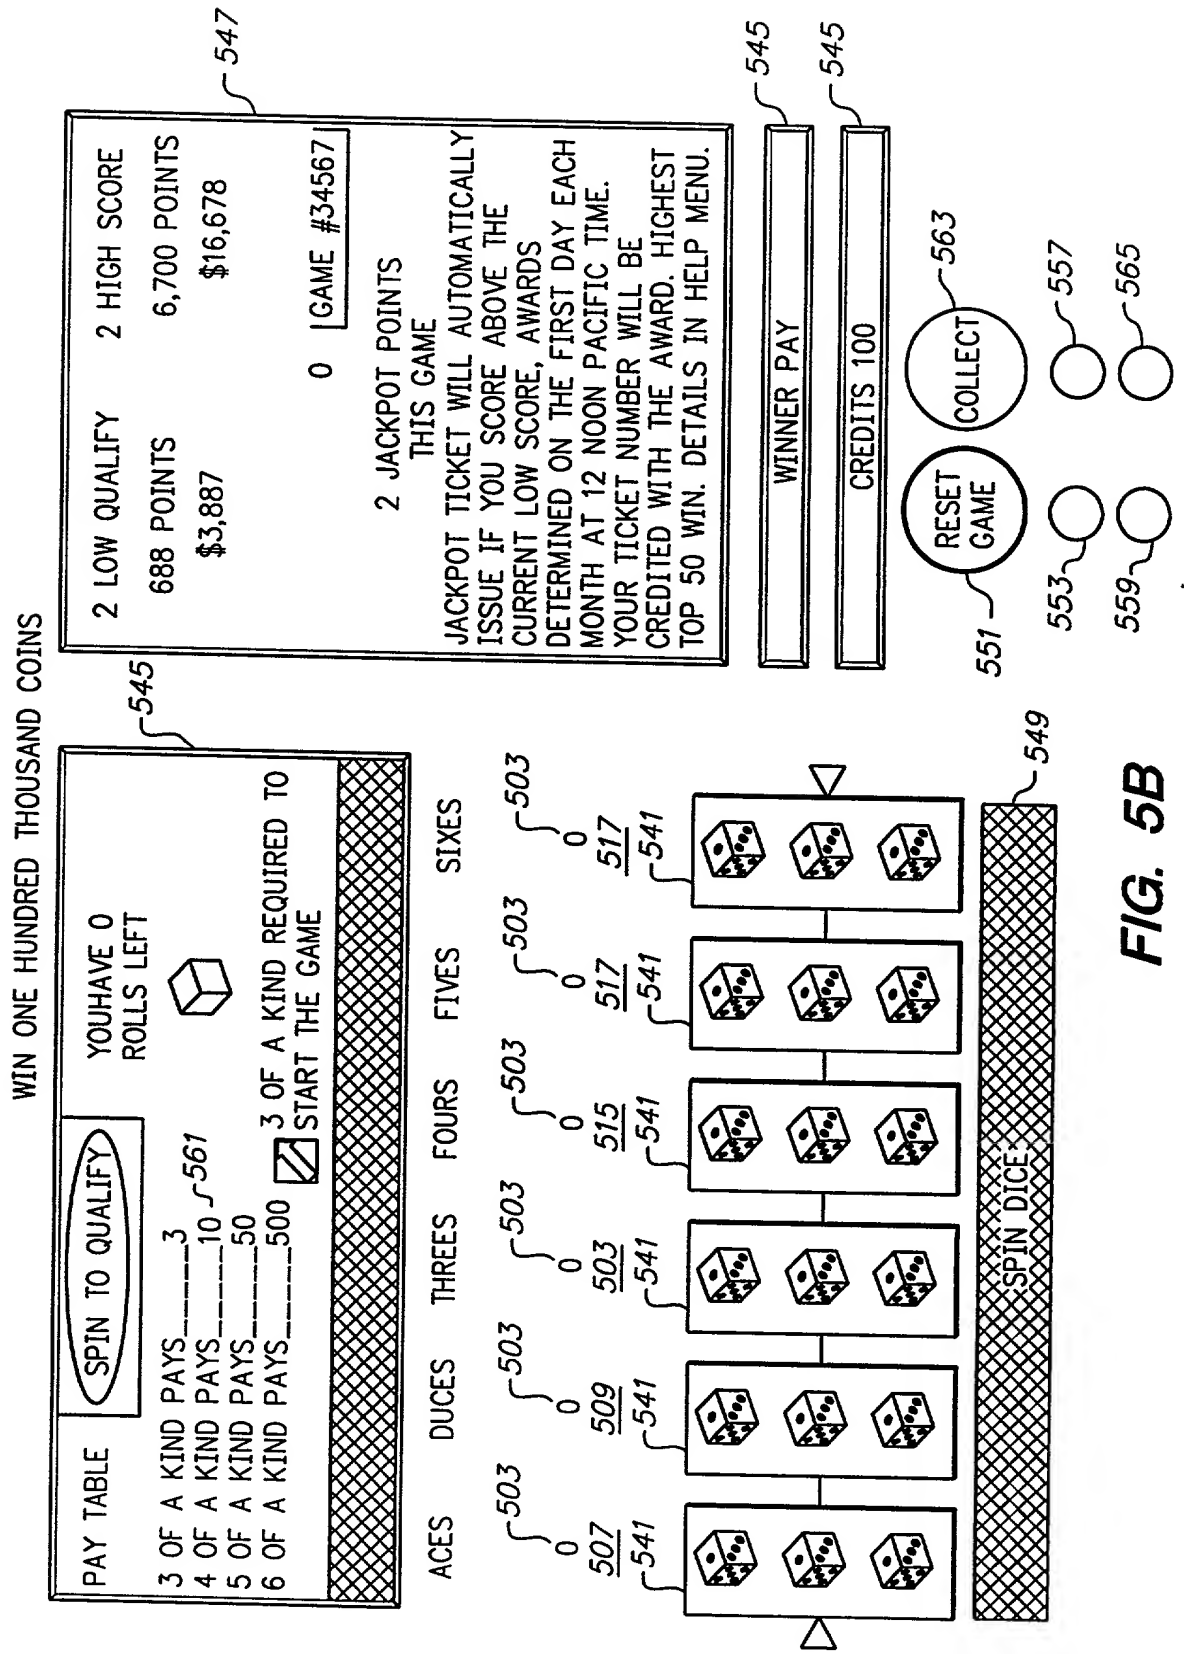 WIN ONE HUNDRED THOUSAND COINS
PAY TABLE
SPIN TO QUALIFY
YOUHAVE 0
ROLLS LEFT
3 OF A KIND PAYS______3
4 OF A KIND PAYS______10
561
5 OF A KIND PAYS______50
6 OF A KIND PAYS______500
3 OF A KIND REQUIRED TO
START THE GAME
545
ACES
DUCES
THREES
FOURS
FIVES
SIXES
503
503
503
503
503
503
0
0
0
0
0
0
507
509
503
515
517
517
541
541
541
541
541
541
SPIN DICE
549
2 LOW QUALIFY
2 HIGH SCORE
688 POINTS
6,700 POINTS
$3,887
$16,678
547
0
GAME #34567
2 JACKPOT POINTS
THIS GAME
JACKPOT TICKET WILL AUTOMATICALLY
ISSUE IF YOU SCORE ABOVE THE
CURRENT LOW SCORE, AWARDS
DETERMINED ON THE FIRST DAY EACH
MONTH AT 12 NOON PACIFIC TIME.
YOUR TICKET NUMBER WILL BE
CREDITED WITH THE AWARD. HIGHEST
TOP 50 WIN. DETAILS IN HELP MENU.
WINNER PAY
545
CREDITS 100
545
RESET
GAME
551
COLLECT
563
553
557
559
565
FIG. 5B